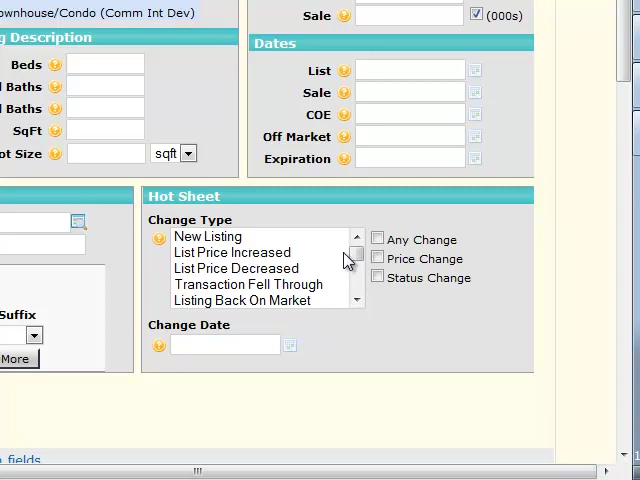 ownhouse/Condo (Comm Int Dev)
Sale (000s)
g Description
Dates
Beds
List
d Baths
Sale
d Baths
COE
SqFt
Off Market
ot Size sqft
Expiration
Hot Sheet
Change Type
New Listing
List Price Increased
List Price Decreased
Transaction Fell Through
Listing Back On Market
Any Change
Price Change
Status Change
Suffix
Change Date
More
fields